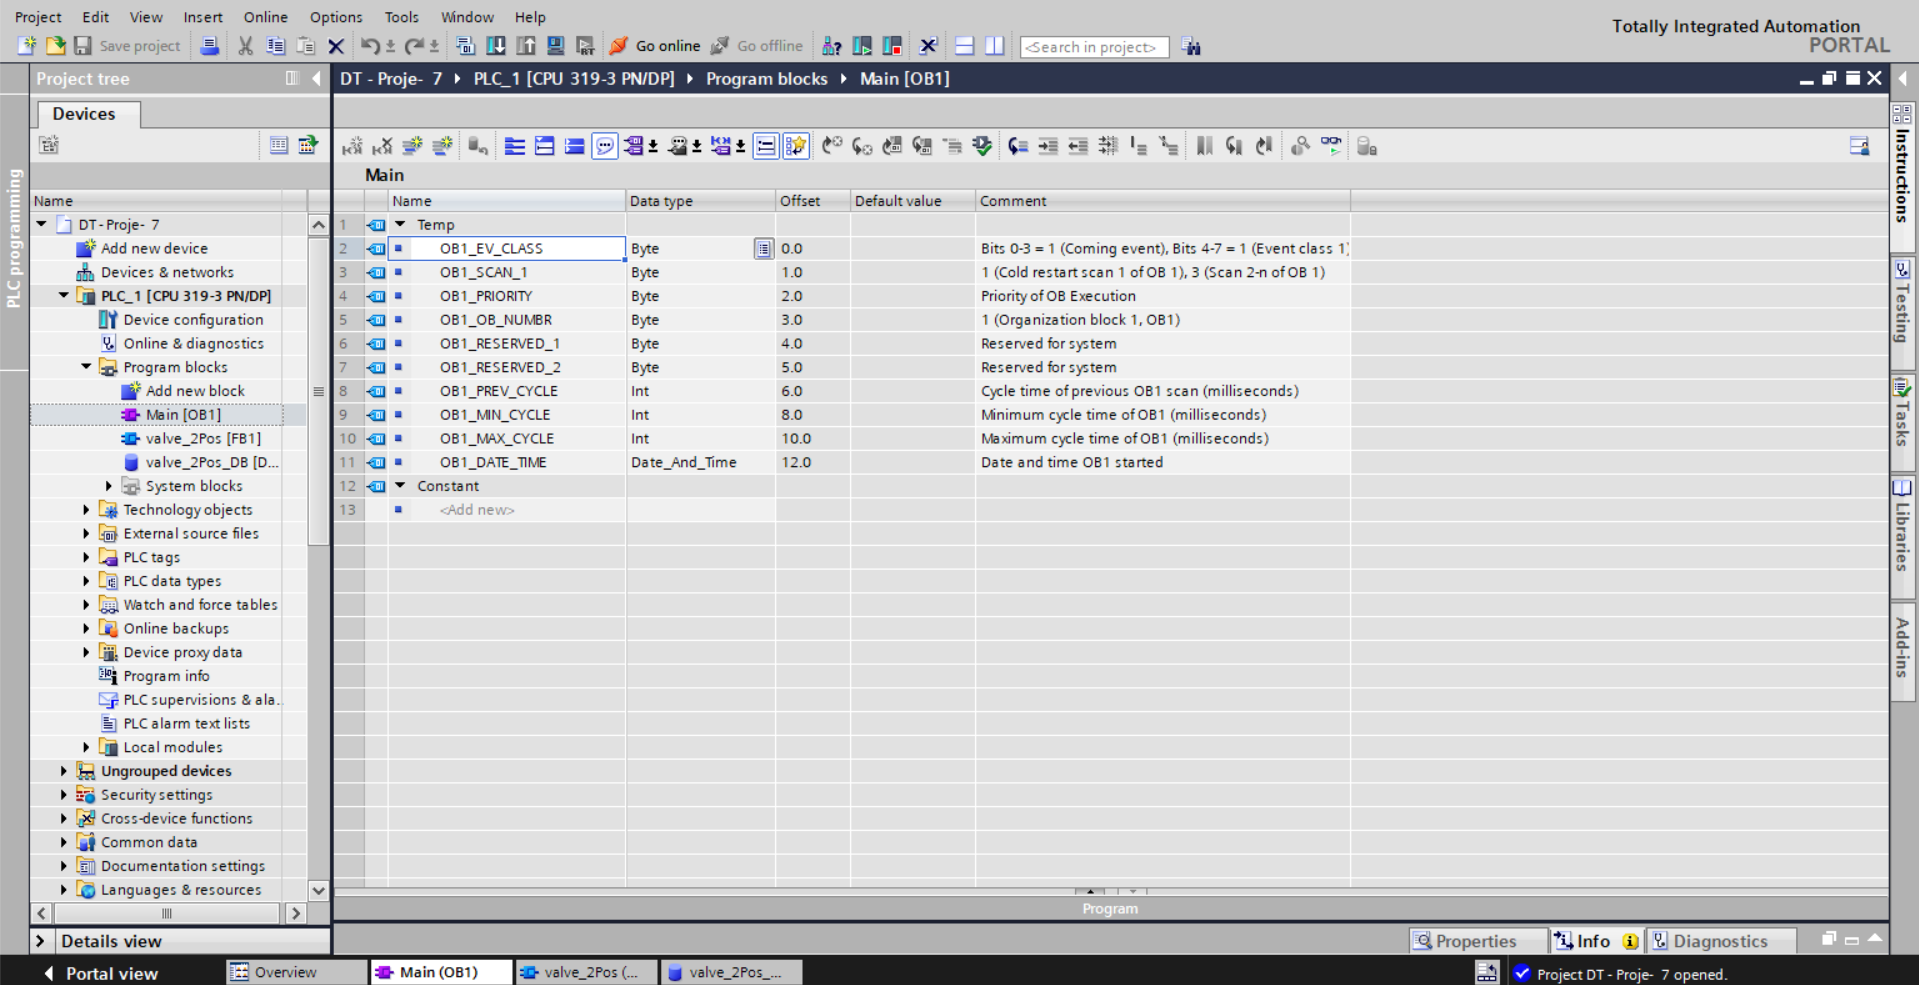 Project Edit View Insert Online Options Tools Window Help
Totally Integrated Automation
PORTAL
Save project
Go online
Go offline
<Search in project>
Project tree
DT - Proje- 7 PLC_1 [CPU 319-3 PN/DP] Program blocks Main [OB1]
Devices
PLC programming
Main
Name
Name Data type Offset Default value Comment
DT - Proje- 7
Add new device
Devices & networks
PLC_1 [CPU 319-3 PN/DP]
Device configuration
Online & diagnostics
Program blocks
Add new block
Main [OB1]
valve_2Pos [FB1]
valve_2Pos_DB [D...
System blocks
Technology objects
External source files
PLC tags
PLC data types
Watch and force tables
Online backups
Device proxy data
Program info
PLC supervisions & ala..
PLC alarm text lists
Local modules
Ungrouped devices
Security settings
Cross-device functions
Common data
Documentation settings
Languages & resources
1 Temp
2 OB1_EV_CLASS Byte 0.0 Bits 0-3 = 1 (Coming event), Bits 4-7 = 1 (Event class 1)
3 OB1_SCAN_1 Byte 1.0 1 (Cold restart scan 1 of OB 1), 3 (Scan 2-n of OB 1)
4 OB1_PRIORITY Byte 2.0 Priority of OB Execution
5 OB1_OB_NUMBR Byte 3.0 1 (Organization block 1, OB1)
6 OB1_RESERVED_1 Byte 4.0 Reserved for system
7 OB1_RESERVED_2 Byte 5.0 Reserved for system
8 OB1_PREV_CYCLE Int 6.0 Cycle time of previous OB1 scan (milliseconds)
9 OB1_MIN_CYCLE Int 8.0 Minimum cycle time of OB1 (milliseconds)
10 OB1_MAX_CYCLE Int 10.0 Maximum cycle time of OB1 (milliseconds)
11 OB1_DATE_TIME Date_And_Time 12.0 Date and time OB1 started
12 Constant
13 <Add new>
Instructions
Testing
Tasks
Libraries
Add-ins
Program
Details view
Properties Info Diagnostics
Portal view Overview Main (OB1) valve_2Pos (... valve_2Pos_...
Project DT - Proje- 7 opened.